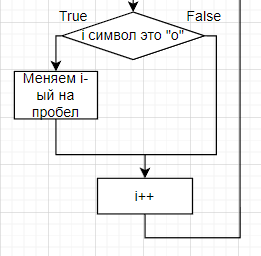 True
False
i символ это "о"
Меняем i-
ый на
пробел
i++